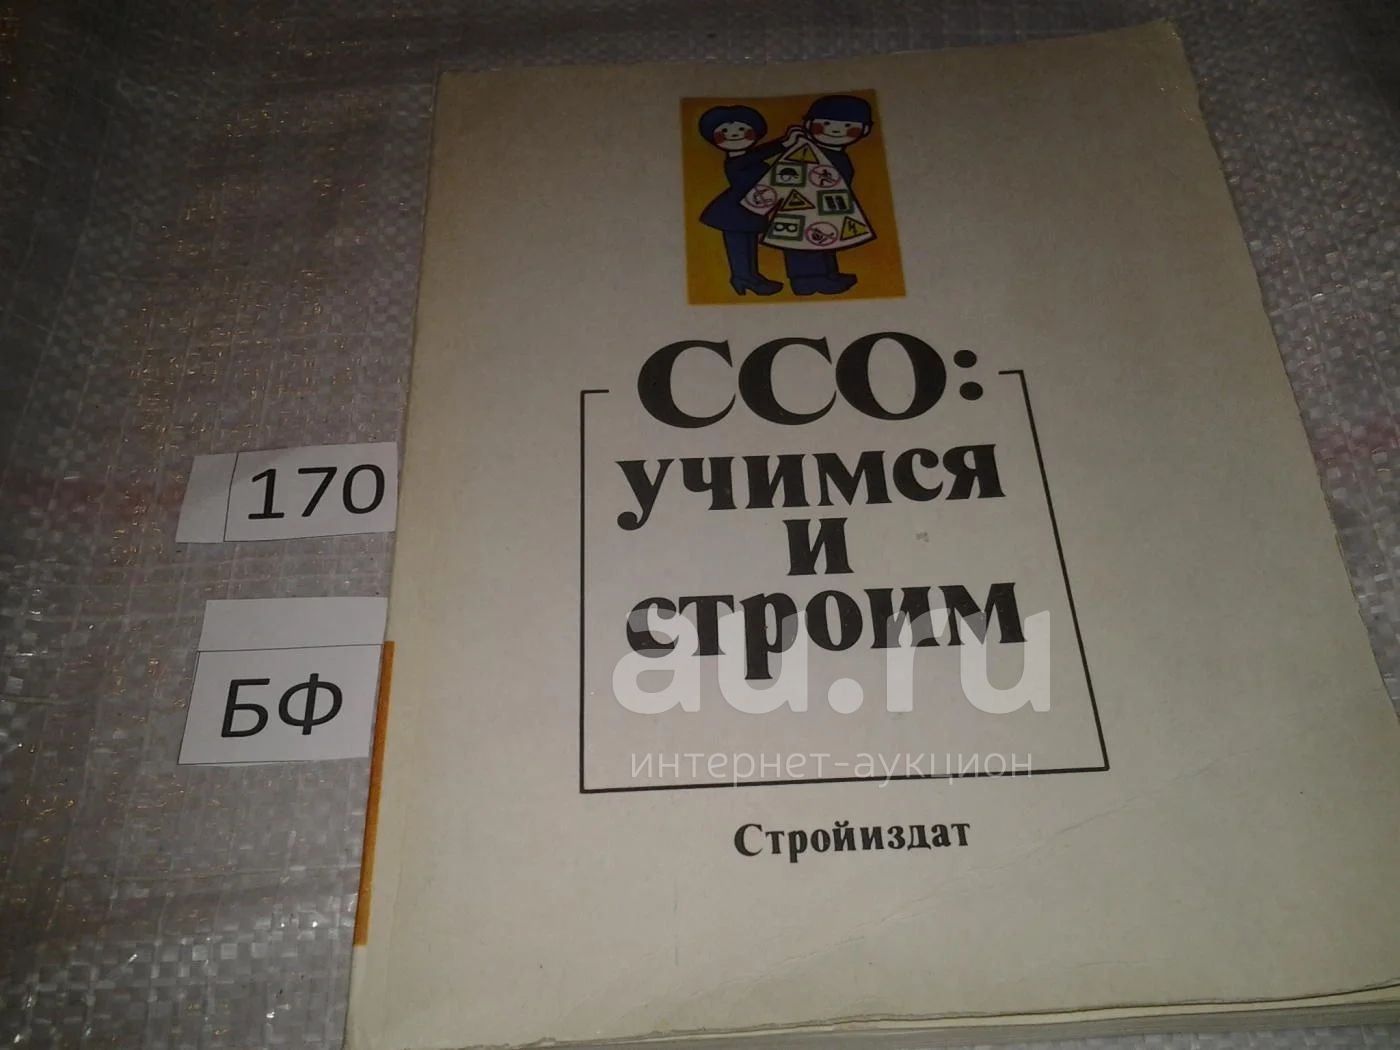 ССО:
учимся
и
строим
Стройиздат
170
БФ
au.ru
интернет-аукцион